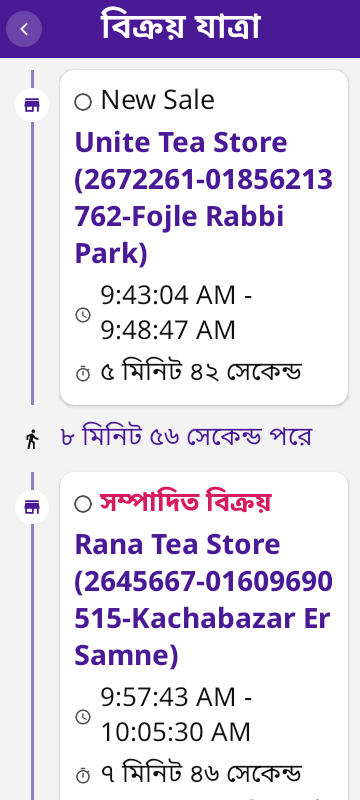 বিক্রয় যাত্রা
New Sale
Unite Tea Store
(2672261-01856213
762-Fojle Rabbi
Park)
9:43:04 AM -
9:48:47 AM
৫ মিনিট ৪২ সেকেন্ড
৮ মিনিট ৫৬ সেকেন্ড পরে
সম্পাদিত বিক্রয়
Rana Tea Store
(2645667-01609690
515-Kachabazar Er
Samne)
9:57:43 AM -
10:05:30 AM
৭ মিনিট ৪৬ সেকেন্ড